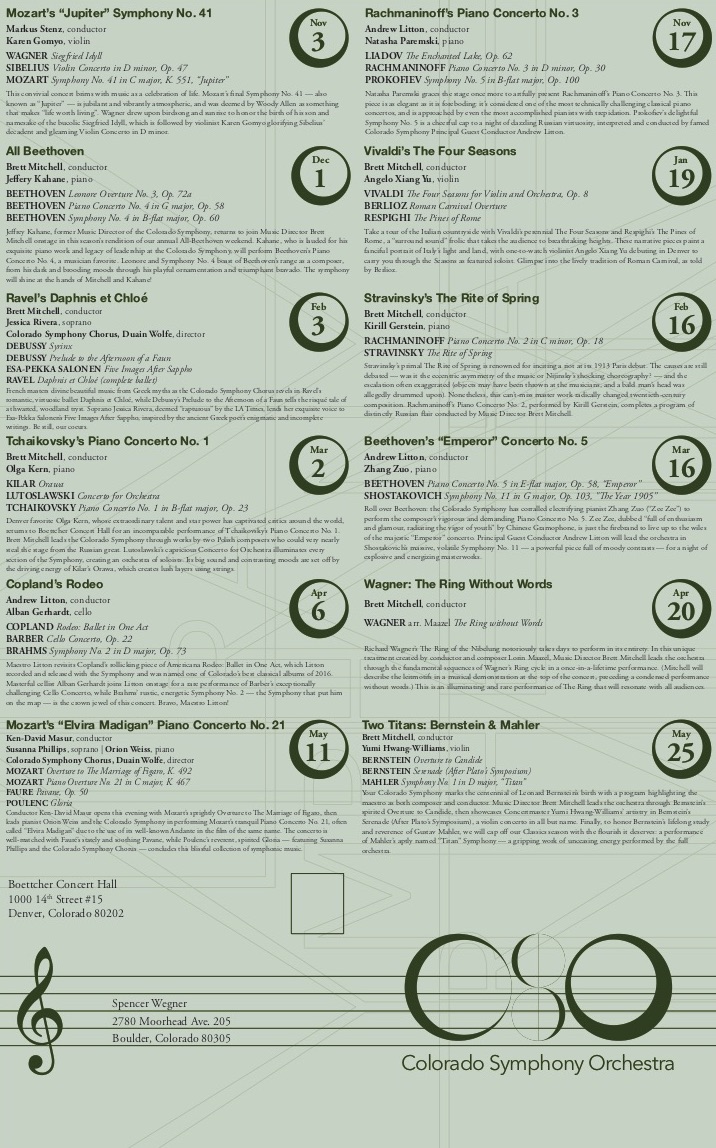 Mozart's "Jupiter" Symphony No. 41
Nov
3
Markus Stenz, conductor
Karen Gomyo, violin
WAGNER Siegfried Idyll
SIBELIUS Violin Concerto in D minor, Op. 47
MOZART Symphony No. 41 in C major, K. 551, "Jupiter"
This convivial concert brims with music as a celebration of life. Mozart's final Symphony No. 41 — also
known as "Jupiter" — is jubilant and vibrantly atmospheric, and was deemed by Woody Allen as something
that makes "life worth living". Wagner drew upon birdsong and sunrise to honor the birth of his son and
namesake of the bucolic Siegfried Idyll, which is followed by violinist Karen Gomyo glorifying Sibelius'
decadent and gleaming Violin Concerto in D minor.
Rachmaninoff's Piano Concerto No. 3
Nov
17
Andrew Litton, conductor
Natasha Paremski, piano
LIADOV The Enchanted Lake, Op. 62
RACHMANINOFF Piano Concerto No. 3 in D minor, Op. 30
PROKOFIEV Symphony No. 5 in B-flat major, Op. 100
Natasha Paremski graces the stage once more to artfully present Rachmaninoff's Piano Concerto No. 3. This
piece is as elegant as it is foreboding: it's considered one of the most technically challenging classical piano
concertos, and is approached by even the most accomplished pianists with trepidation. Prokofiev's delightful
Symphony No. 5 is a cheerful cap to a night of dazzling Russian virtuosity, interpreted and conducted by famed
Colorado Symphony Principal Guest Conductor Andrew Litton.
All Beethoven
Dec
1
Brett Mitchell, conductor
Jeffery Kahane, piano
BEETHOVEN Leonore Overture No. 3, Op. 72a
BEETHOVEN Piano Concerto No. 4 in G major, Op. 58
BEETHOVEN Symphony No. 4 in B-flat major, Op. 60
Jeffrey Kahane, former Music Director of the Colorado Symphony, returns to join Music Director Brett
Mitchell onstage in this season's rendition of our annual All-Beethoven weekend. Kahane, who is lauded for his
exquisite piano work and legacy of leadership at the Colorado Symphony, will perform Beethoven's Piano
Concerto No. 4, a musician favorite. Leonore and Symphony No. 4 boast of Beethoven's range as a composer,
from his dark and brooding moods through his playful ornamentation and triumphant bravado. The symphony
will shine at the hands of Mitchell and Kahane!
Vivaldi's The Four Seasons
Jan
19
Brett Mitchell, conductor
Angelo Xiang Yu, violin
VIVALDI The Four Seasons for Violin and Orchestra, Op. 8
BERLIOZ Roman Carnival Overture
RESPIGHI The Pines of Rome
Take a tour of the Italian countryside with Vivaldi's perennial The Four Seasons and Respighi's The Pines of
Rome, a "surround sound" frolic that takes the audience to breathtaking heights. These narrative pieces paint a
fanciful portrait of Italy's light and land, with one-to-watch violinist Angelo Xiang Yu debuting in Denver to
carry you through the Seasons as featured soloist. Glimpse into the lively tradition of Roman Carnival, as told
by Berlioz.
Ravel's Daphnis et Chloé
Feb
3
Brett Mitchell, conductor
Jessica Rivera, soprano
Colorado Symphony Chorus, Duain Wolfe, director
DEBUSSY Syrinx
DEBUSSY Prelude to the Afternoon of a Faun
ESA-PEKKA SALONEN Five Images After Sappho
RAVEL Daphnis et Chloé (complete ballet)
French masters divine beautiful music from Greek myth as the Colorado Symphony Chorus revels in Ravel's
romantic, virtuosic ballet Daphnis et Chloé, while Debussy's Prelude to the Afternoon of a Faun tells the risqué tale of
a thwarted, woodland tryst. Soprano Jessica Rivera, deemed "rapturous" by the LA Times, lends her exquisite voice to
Esa-Pekka Salonen's Five Images After Sappho, inspired by the ancient Greek poet's enigmatic and incomplete
writings. Be still, our oeuvre.
Stravinsky's The Rite of Spring
Feb
16
Brett Mitchell, conductor
Kirill Gerstein, piano
RACHMANINOFF Piano Concerto No. 2 in C minor, Op. 18
STRAVINSKY The Rite of Spring
Stravinsky's primal The Rite of Spring is renowned for inciting a riot at its 1913 Paris debut. The causes are still
debated — was it the eccentric asymmetry of the music or Nijinsky's shocking choreography? — and the
escalation often exaggerated (objects may have been thrown at the musicians; and a bald man's head was
allegedly drummed upon). Nonetheless, this can't-miss master work radically changed twentieth-century
composition. Rachmaninoff's Piano Concerto No. 2, performed by Kirill Gerstein, completes a program of
distinctly Russian flair conducted by Music Director Brett Mitchell.
Tchaikovsky's Piano Concerto No. 1
Mar
2
Brett Mitchell, conductor
Olga Kern, piano
KILAR Orawa
LUTOSLAWSKI Concerto for Orchestra
TCHAIKOVSKY Piano Concerto No. 1 in B-flat major, Op. 23
Denver favorite Olga Kern, whose extraordinary talent and star power has captivated critics around the world,
returns to Boettcher Concert Hall for an incomparable performance of Tchaikovsky's Piano Concerto No. 1.
Brett Mitchell leads the Colorado Symphony through works by two Polish composers who could very nearly
steal the stage from the Russian great. Lutoslawski's capricious Concerto for Orchestra illuminates every
section of the Symphony, creating an orchestra of soloists. Its big sound and contrasting moods are set off by
the driving energy of Kilar's Orawa, which creates lush layers using strings.
Beethoven's "Emperor" Concerto No. 5
Mar
16
Andrew Litton, conductor
Zhang Zuo, piano
BEETHOVEN Piano Concerto No. 5 in E-flat major, Op. 58, "Emperor"
SHOSTAKOVICH Symphony No. 11 in G major, Op. 103, "The Year 1905"
Roll over Beethoven: the Colorado Symphony has corralled electrifying pianist Zhang Zuo ("Zee Zee") to
perform the composer's vigorous and demanding Piano Concerto No. 5. Zee Zee, dubbed "full of enthusiasm
and glamour, radiating the vigor of youth" by Chinese Gramophone, is just the firebrand to live up to the wiles
of the majestic "Emperor" concerto. Principal Guest Conductor Andrew Litton will lead the orchestra in
Shostakovich's massive, volatile Symphony No. 11 — a powerful piece full of moody contrasts — for a night of
explosive and energizing masterworks.
Copland's Rodeo
Apr
6
Andrew Litton, conductor
Alban Gerhardt, cello
COPLAND Rodeo: Ballet in One Act
BARBER Cello Concerto, Op. 22
BRAHMS Symphony No. 2 in D major, Op. 73
Maestro Litton revisits Copland's rollicking piece of Americana Rodeo: Ballet in One Act, which Litton
recorded and released with the Symphony and was named one of Colorado's best classical albums of 2016.
Masterful cellist Alban Gerhardt joins Litton onstage for a rare performance of Barber's exceptionally
challenging Cello Concerto, while Brahms' rustic, energetic Symphony No. 2 — the Symphony that put him
on the map — is the crown jewel of this concert. Bravo, Maestro Litton!
Wagner: The Ring Without Words
Apr
20
Brett Mitchell, conductor
WAGNER arr. Maazel The Ring without Words
Richard Wagner's The Ring of the Nibelung notoriously takes days to perform in its entirety. In this unique
treatment created by conductor and composer Lorin Maazel, Music Director Brett Mitchell leads the orchestra
through the fundamental sequences of Wagner's Ring cycle in a once-in-a-lifetime performance. (Mitchell will
describe the leitmotifs in a musical demonstration at the top of the concert, preceding a condensed performance
without words.) This is an illuminating and rare performance of The Ring that will resonate with all audiences.
Mozart's "Elvira Madigan" Piano Concerto No. 21
May
11
Ken-David Masur, conductor
Susanna Phillips, soprano | Orion Weiss, piano
Colorado Symphony Chorus, Duain Wolfe, director
MOZART Overture to The Marriage of Figaro, K. 492
MOZART Piano Overture No. 21 in C major, K. 467
FAURE Pavane, Op. 50
POULENC Gloria
Conductor Ken-David Masur opens this evening with Mozart's sprightly Overture to The Marriage of Figaro, then
leads pianist Orion Weiss and the Colorado Symphony in performing Mozart's tranquil Piano Concerto No. 21, often
called "Elvira Madigan" due to the use of its well-known Andante in the film of the same name. The concerto is
well-matched with Fauré's stately and soothing Pavane, while Poulenc's reverent, spirited Gloria — featuring Susanna
Phillips and the Colorado Symphony Chorus — concludes this blissful collection of symphonic music.
Two Titans: Bernstein & Mahler
May
25
Brett Mitchell, conductor
Yumi Hwang-Williams, violin
BERNSTEIN Overture to Candide
BERNSTEIN Serenade (After Plato's Symposium)
MAHLER Symphony No. 1 in D major, "Titan"
Your Colorado Symphony marks the centennial of Leonard Bernstein's birth with a program highlighting the
maestro as both composer and conductor. Music Director Brett Mitchell leads the orchestra through Bernstein's
spirited Overture to Candide, then showcases Concertmaster Yumi Hwang-Williams' artistry in Bernstein's
Serenade (After Plato's Symposium), a violin concerto in all but name. Finally, to honor Bernstein's lifelong study
and reverence of Gustav Mahler, we will cap off our Classics season with the flourish it deserves: a performance
of Mahler's aptly named "Titan" Symphony — a gripping work of unceasing energy performed by the full
orchestra.
Boettcher Concert Hall
1000 14th Street #15
Denver, Colorado 80202
Spencer Wegner
2780 Moorhead Ave. 205
Boulder, Colorado 80305
CSO
Colorado Symphony Orchestra